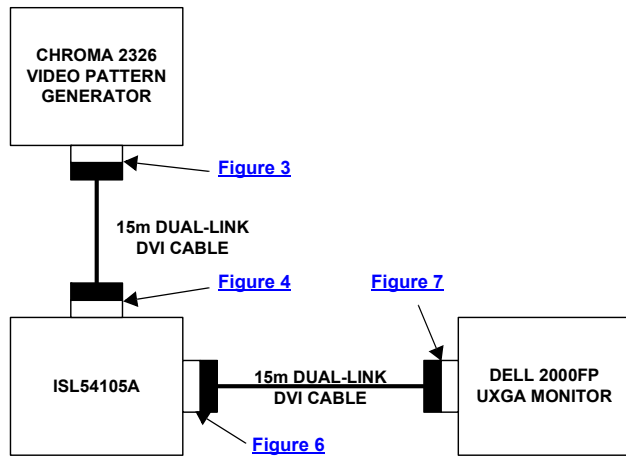 CHROMA 2326
VIDEO PATTERN
GENERATOR
Figure 3
15m DUAL-LINK
DVI CABLE
Figure 4
Figure 7
ISL54105A
15m DUAL-LINK
DVI CABLE
DELL 2000FP
UXGA MONITOR
Figure 6